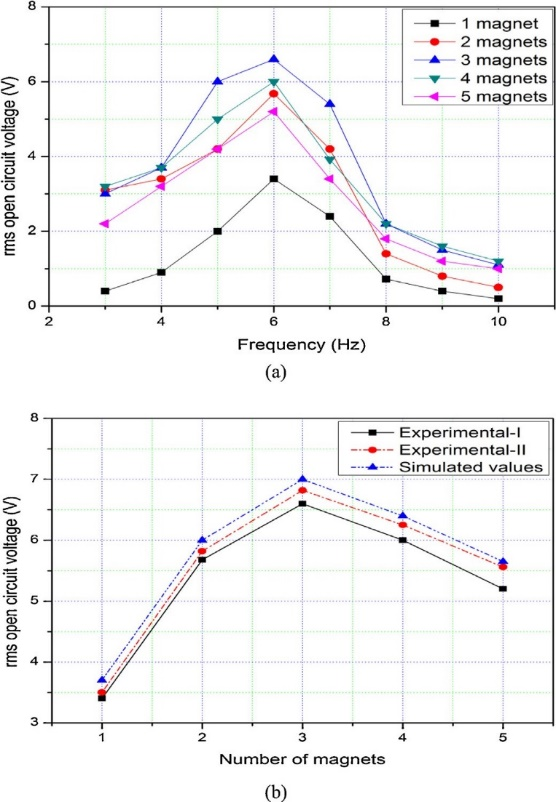 (a)
8
6
4
2
0
rms open circuit voltage (V)
1 magnet
2 magnets
3 magnets
4 magnets
5 magnets
2 4 6 8 10
Frequency (Hz)
(a)
8
7
6
5
4
3
rms open circuit voltage (V)
Experimental-I
Experimental-II
Simulated values
1 2 3 4 5
Number of magnets
(b)